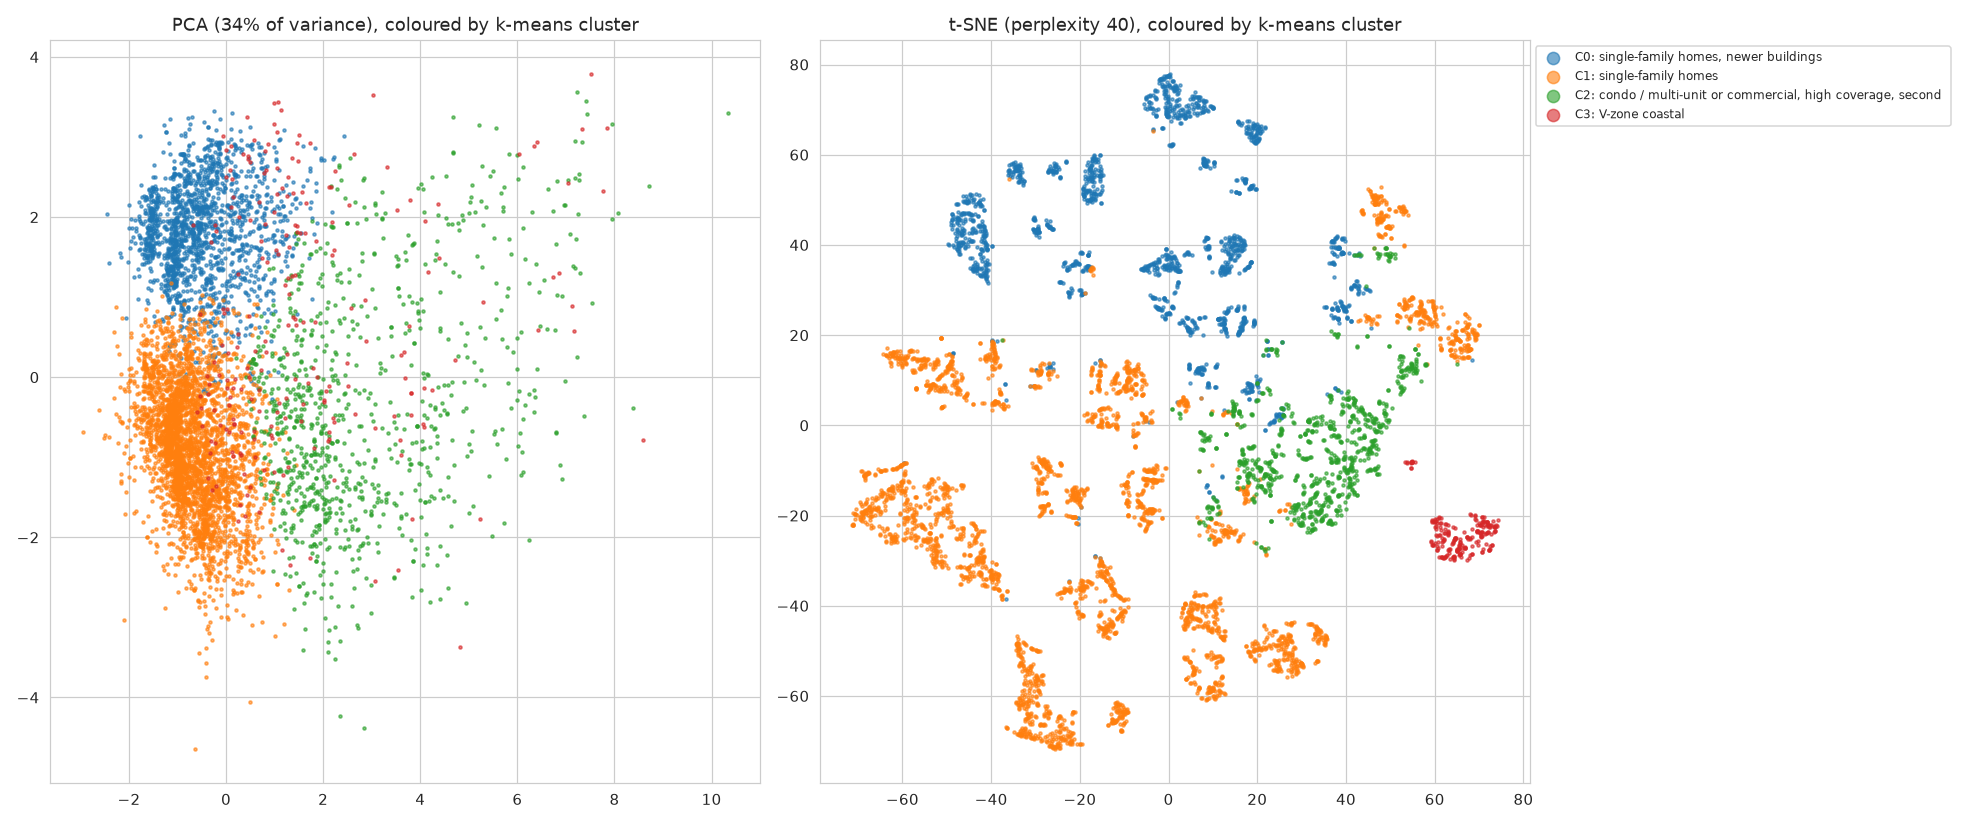 PCA (34% of variance), coloured by k-means cluster
4
2
0
−2
−4
−2 0 2 4 6 8 10
t-SNE (perplexity 40), coloured by k-means cluster
80
60
40
20
0
−20
−40
−60
−60 −40 −20 0 20 40 60 80
C0: single-family homes, newer buildings
C1: single-family homes
C2: condo / multi-unit or commercial, high coverage, second
C3: V-zone coastal